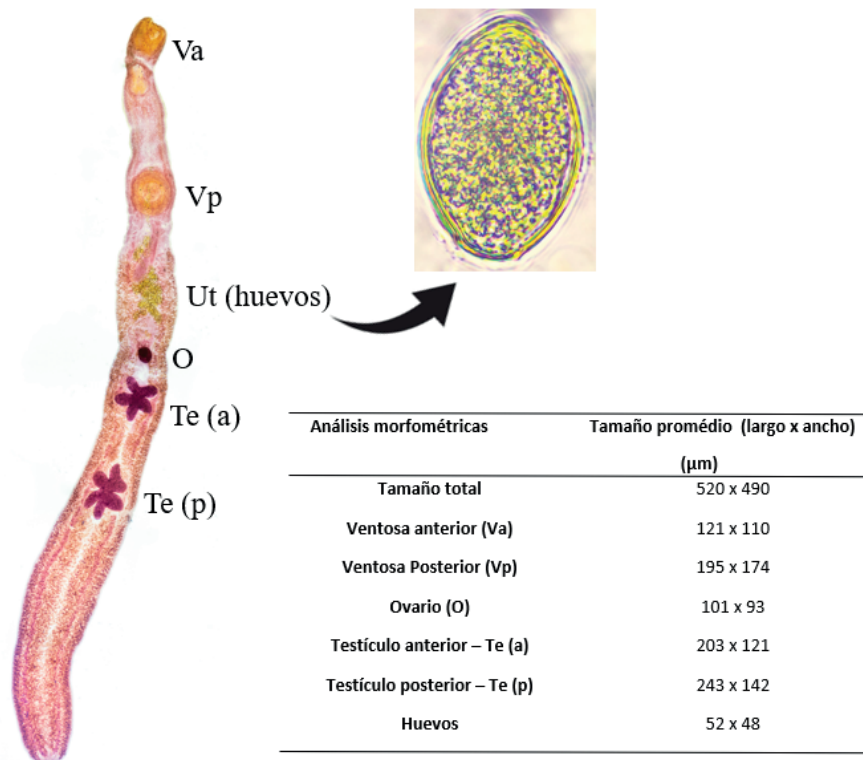 Va
Vp
Ut (huevos)
O
Te (a)
Te (p)
Análisis morfométricas Tamaño promédio (largo x ancho)
(µm)
Tamaño total 520 x 490
Ventosa anterior (Va) 121 x 110
Ventosa Posterior (Vp) 195 x 174
Ovario (O) 101 x 93
Testículo anterior – Te (a) 203 x 121
Testículo posterior – Te (p) 243 x 142
Huevos 52 x 48